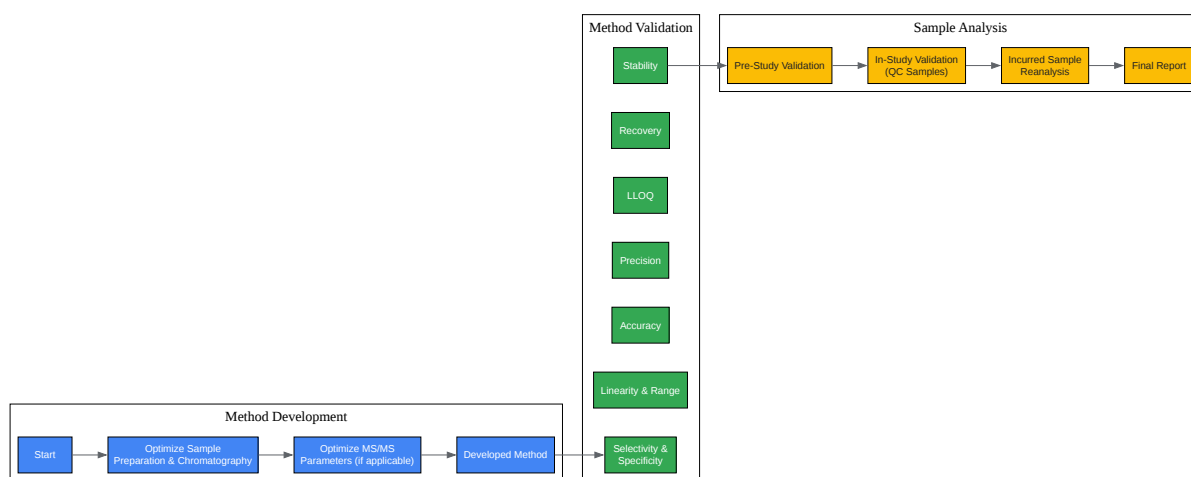 Method Validation
Sample Analysis
Stability
Pre-Study Validation
In-Study Validation
(QC Samples)
Incurred Sample
Reanalysis
Final Report
Recovery
LLOQ
Precision
Accuracy
Linearity & Range
Method Development
Start
Optimize Sample
Preparation & Chromatography
Optimize MS/MS
Parameters (if applicable)
Developed Method
Selectivity &
Specificity